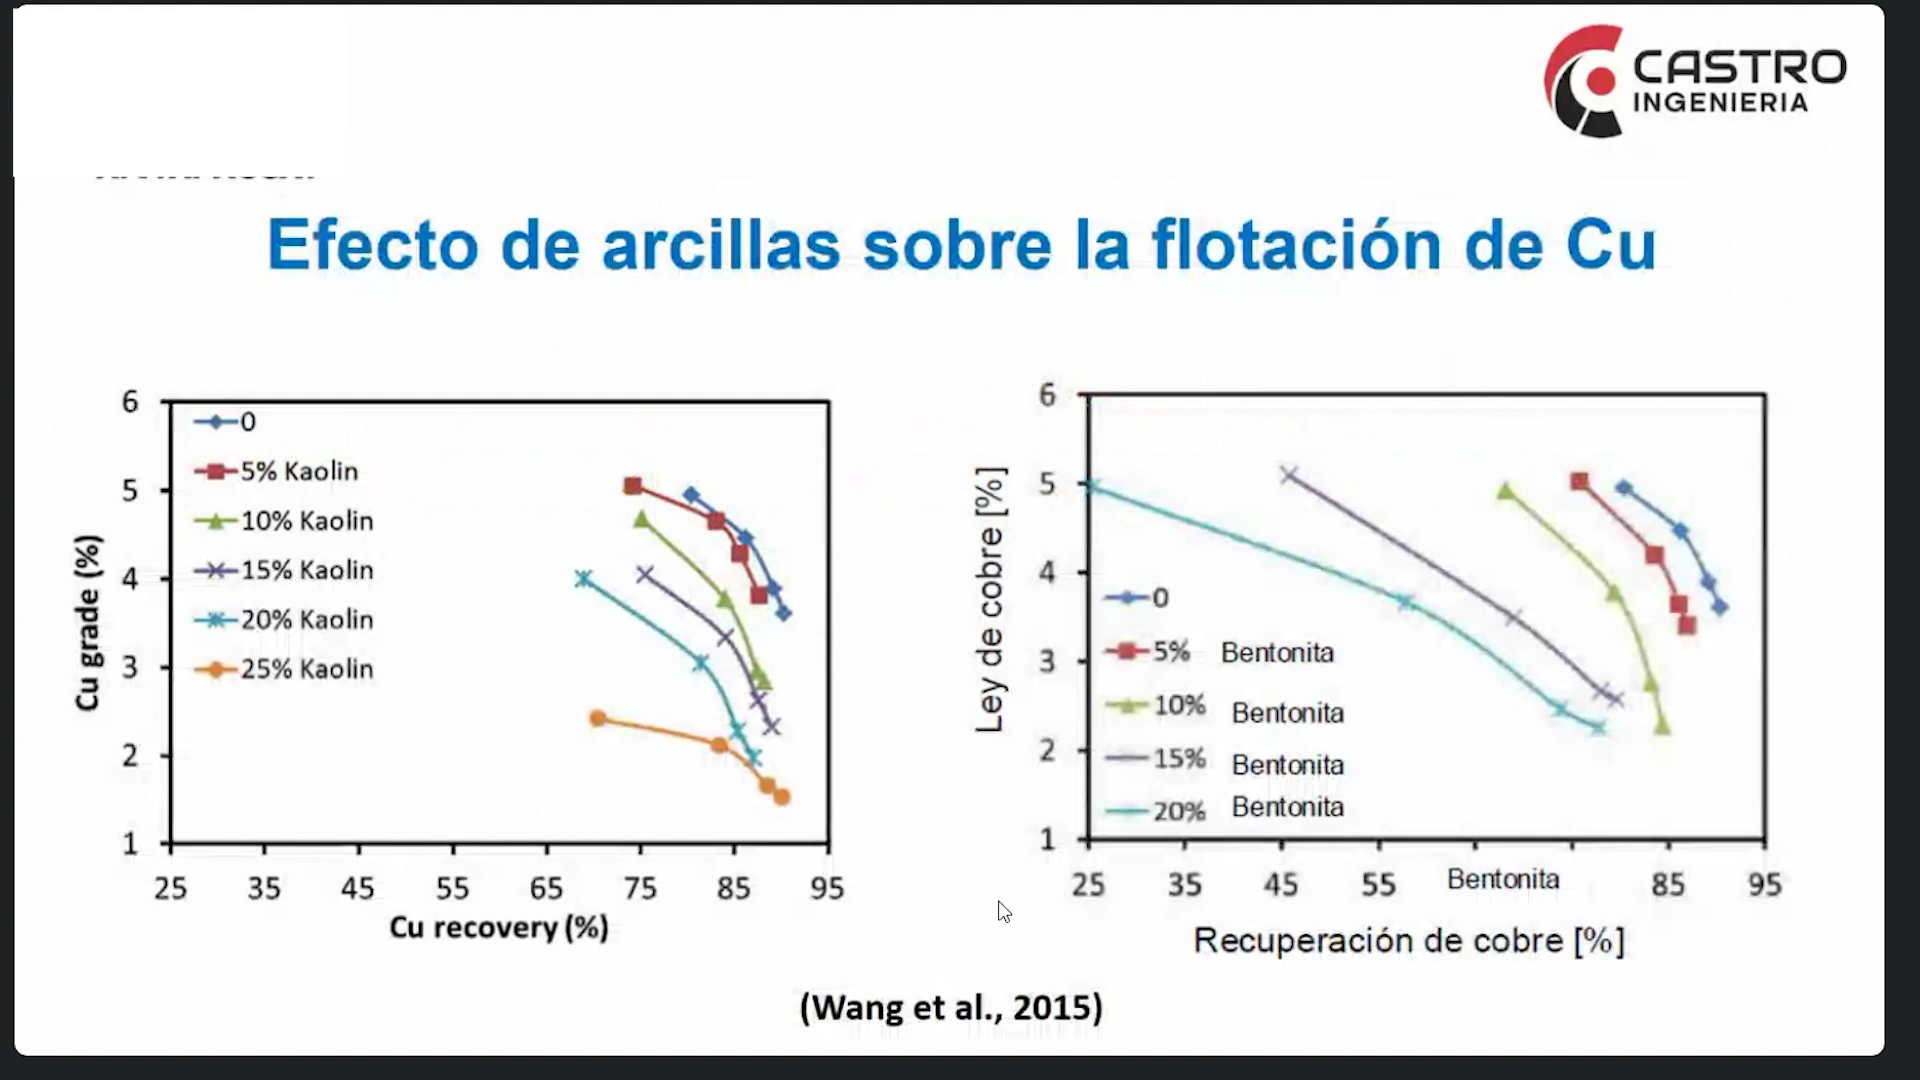 CASTRO
INGENIERIA
Efecto de arcillas sobre la flotación de Cu
6
5
4
3
2
1
Cu grade (%)
0
5% Kaolin
10% Kaolin
15% Kaolin
20% Kaolin
25% Kaolin
25 35 45 55 65 75 85 95
Cu recovery (%)
6
5
4
3
2
1
Ley de cobre [%]
0
5% Bentonita
10% Bentonita
15% Bentonita
20% Bentonita
25 35 45 55 Bentonita 85 95
Recuperación de cobre [%]
(Wang et al., 2015)